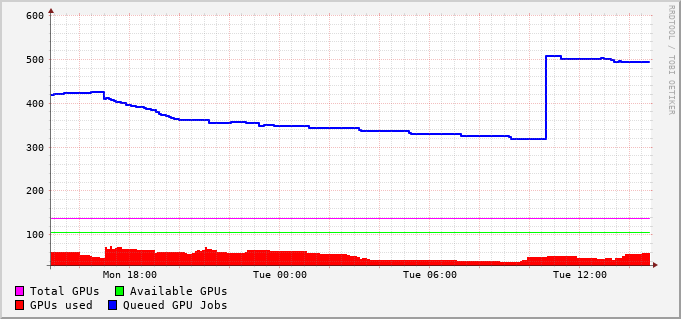 600
500
400
300
200
100
Mon 18:00 Tue 00:00 Tue 06:00 Tue 12:00
Total GPUs Available GPUs
GPUs used Queued GPU Jobs
RRDTOOL / TOBI OETIKER